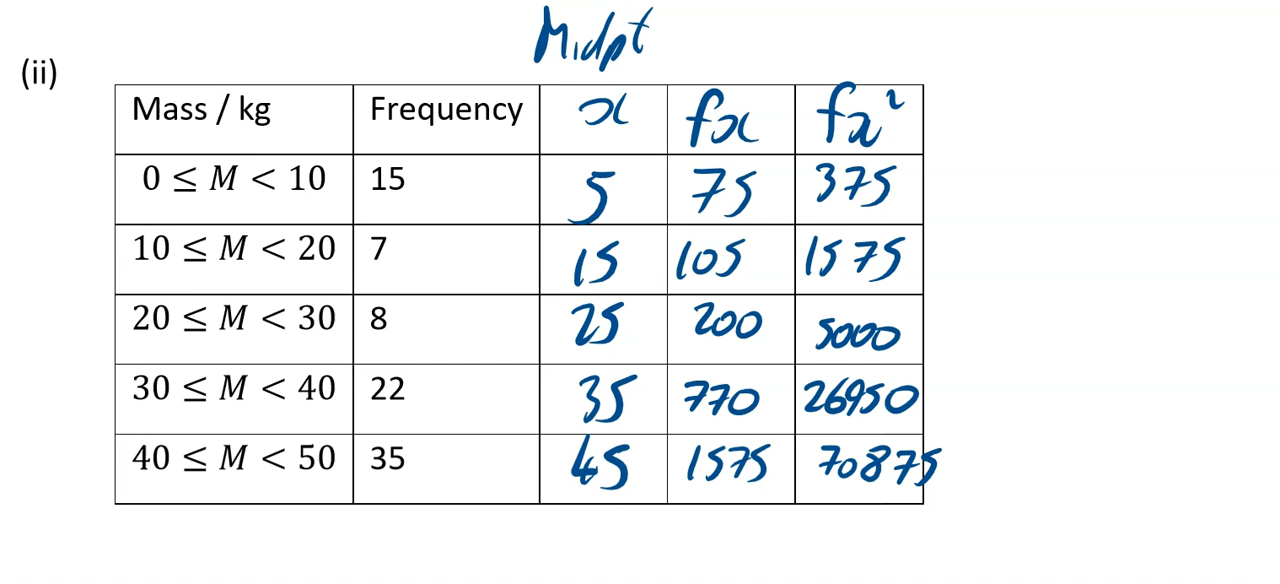 Midpt
(ii)
Mass / kg Frequency x fx fx²
0 ≤ M < 10 15 5 75 375
10 ≤ M < 20 7 15 105 1575
20 ≤ M < 30 8 25 200 5000
30 ≤ M < 40 22 35 770 26950
40 ≤ M < 50 35 45 1575 70875